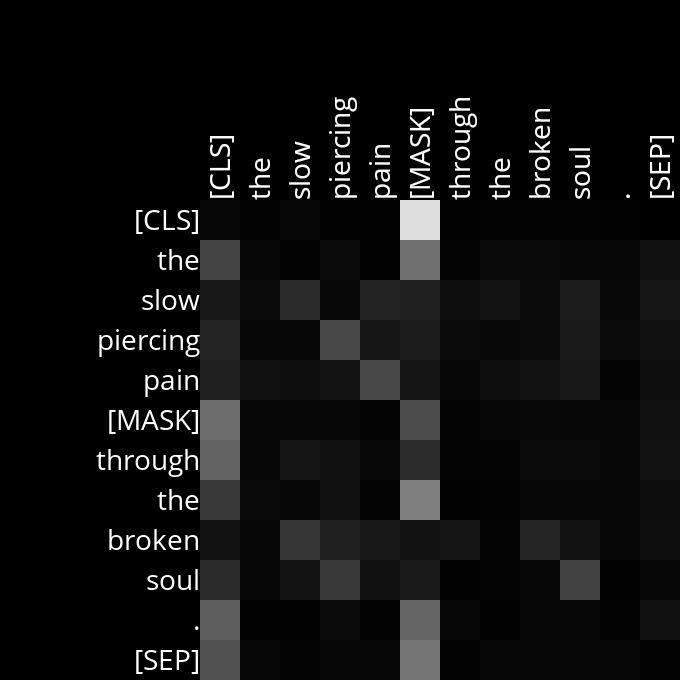 [CLS] the slow piercing pain [MASK] through the broken soul . [SEP]
[CLS]
the
slow
piercing
pain
[MASK]
through
the
broken
soul
.
[SEP]